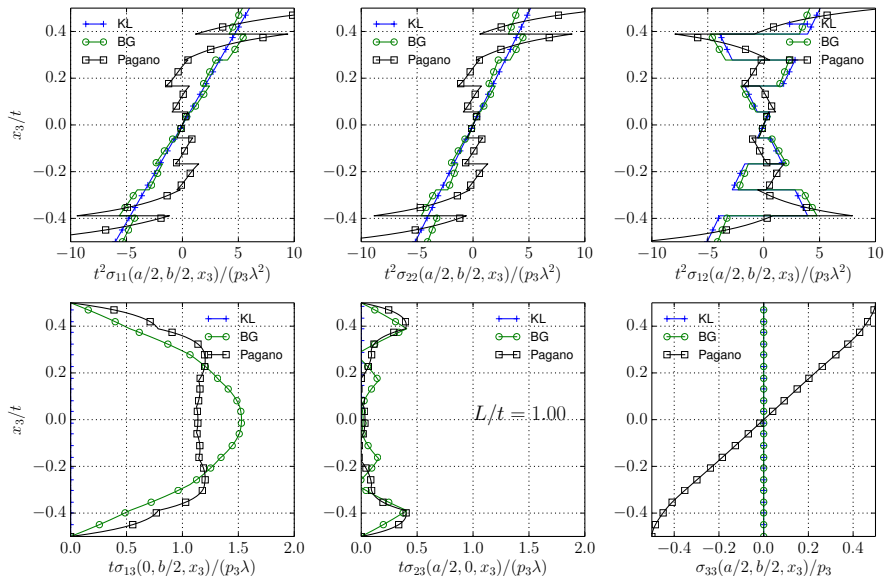 KL
BG
Pagano
x₃/t
0.4
0.2
0.0
−0.2
−0.4
−10 −5 0 5 10
t²σ₁₁(a/2, b/2, x₃)/(p₃λ²)
KL
BG
Pagano
−10 −5 0 5 10
t²σ₂₂(a/2, b/2, x₃)/(p₃λ²)
KL
BG
Pagano
−10 −5 0 5 10
t²σ₁₂(a/2, b/2, x₃)/(p₃λ²)
KL
BG
Pagano
x₃/t
0.4
0.2
0.0
−0.2
−0.4
0.0 0.5 1.0 1.5 2.0
tσ₁₃(0, b/2, x₃)/(p₃λ)
KL
BG
Pagano
L/t = 1.00
0.0 0.5 1.0 1.5 2.0
tσ₂₃(a/2, 0, x₃)/(p₃λ)
KL
BG
Pagano
−0.4 −0.2 0.0 0.2 0.4
σ₃₃(a/2, b/2, x₃)/p₃